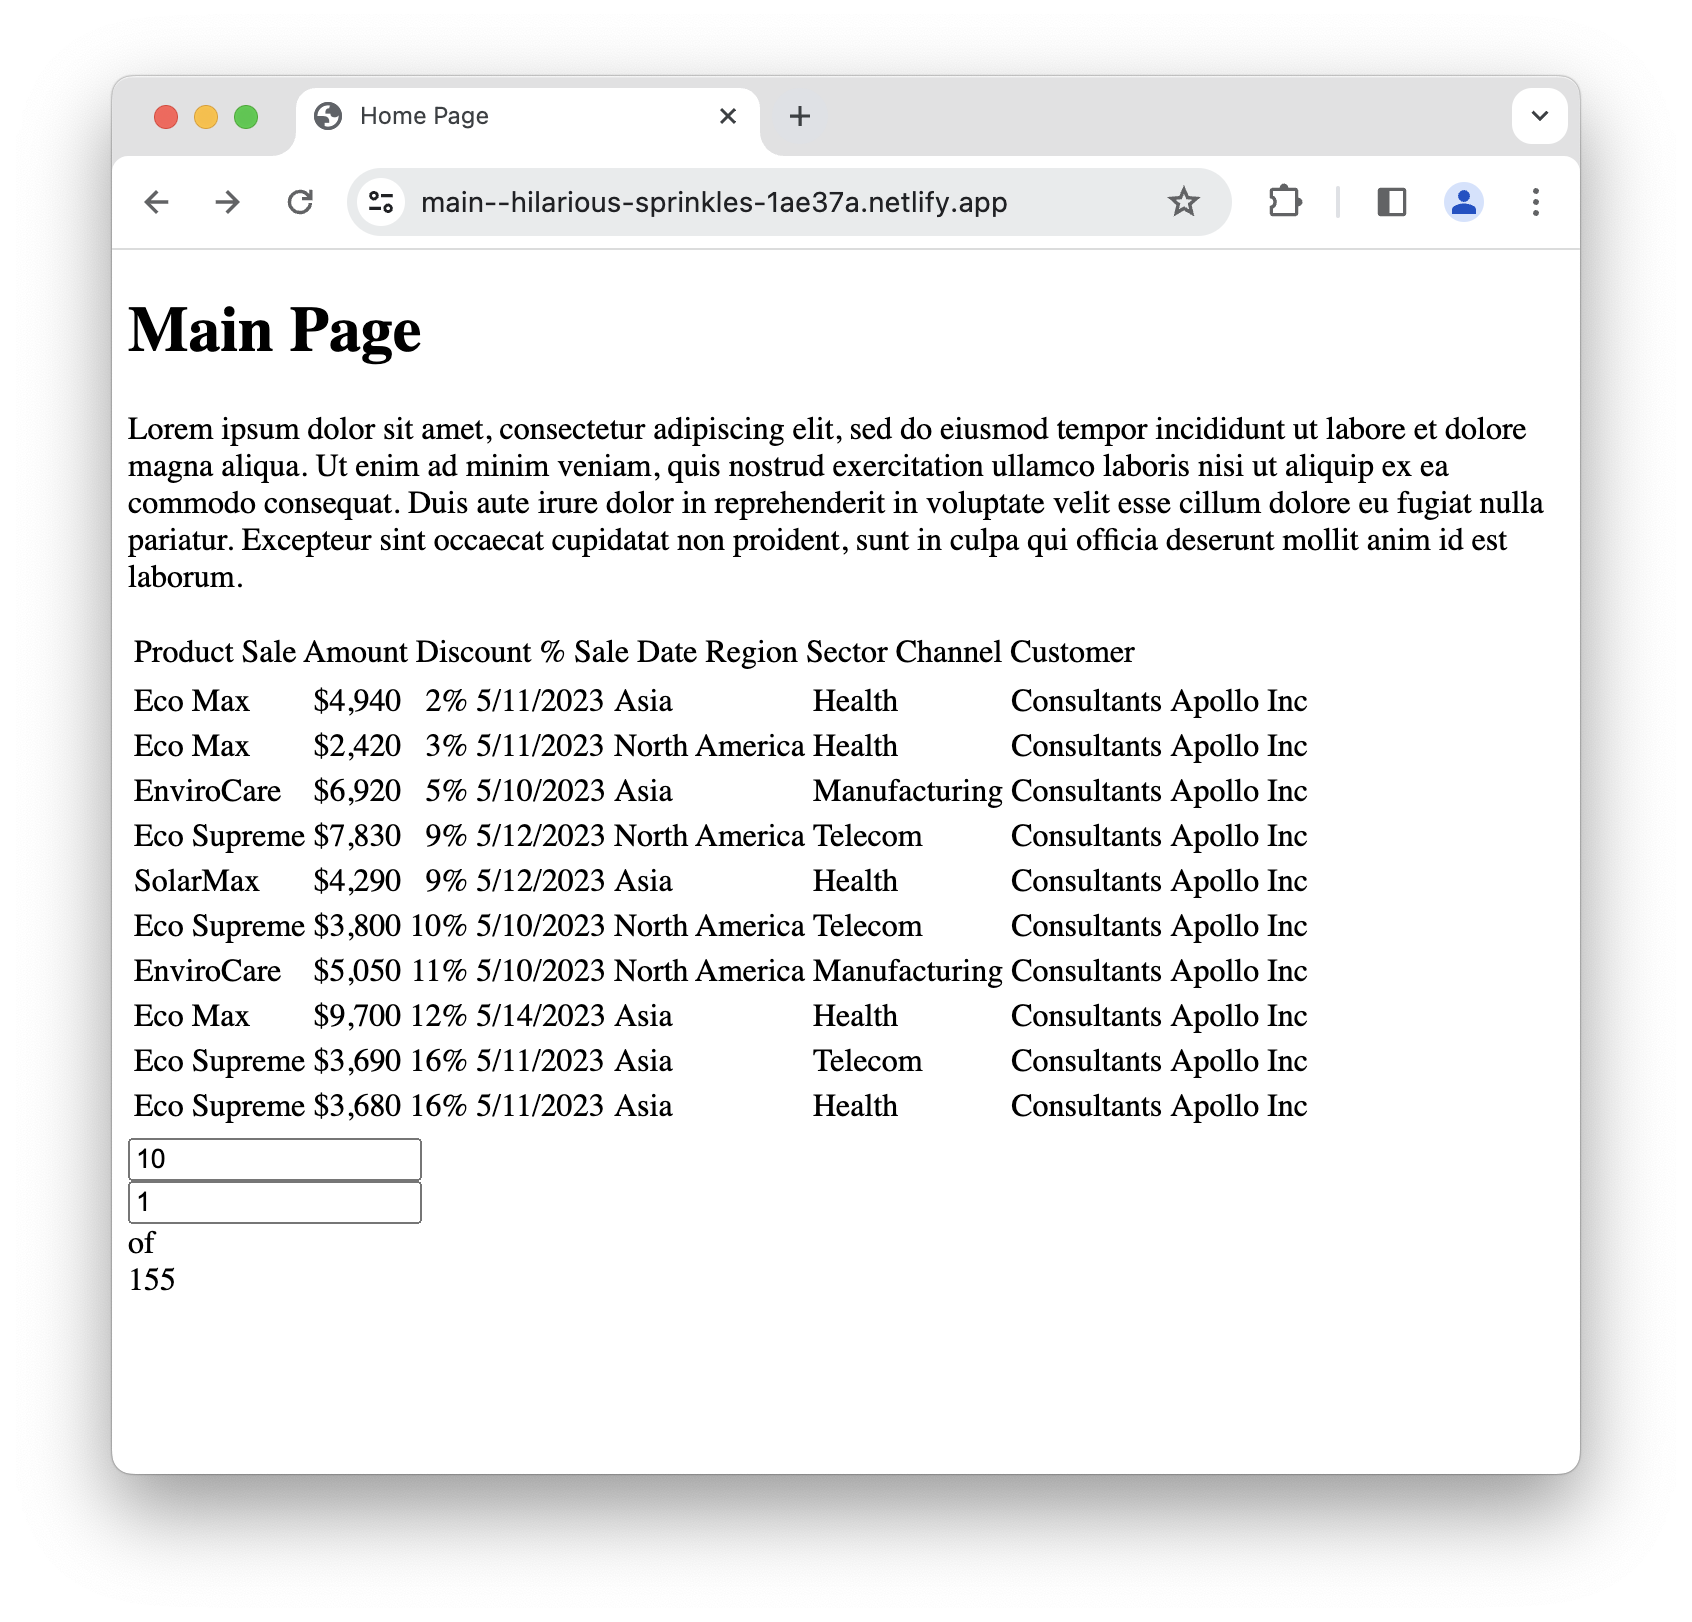 Home Page
main--hilarious-sprinkles-1ae37a.netlify.app
Main Page
Lorem ipsum dolor sit amet, consectetur adipiscing elit, sed do eiusmod tempor incididunt ut labore et dolore
magna aliqua. Ut enim ad minim veniam, quis nostrud exercitation ullamco laboris nisi ut aliquip ex ea
commodo consequat. Duis aute irure dolor in reprehenderit in voluptate velit esse cillum dolore eu fugiat nulla
pariatur. Excepteur sint occaecat cupidatat non proident, sunt in culpa qui officia deserunt mollit anim id est
laborum.
Product Sale Amount Discount % Sale Date Region Sector Channel Customer
Eco Max $4,940 2% 5/11/2023 Asia Health Consultants Apollo Inc
Eco Max $2,420 3% 5/11/2023 North America Health Consultants Apollo Inc
EnviroCare $6,920 5% 5/10/2023 Asia Manufacturing Consultants Apollo Inc
Eco Supreme $7,830 9% 5/12/2023 North America Telecom Consultants Apollo Inc
SolarMax $4,290 9% 5/12/2023 Asia Health Consultants Apollo Inc
Eco Supreme $3,800 10% 5/10/2023 North America Telecom Consultants Apollo Inc
EnviroCare $5,050 11% 5/10/2023 North America Manufacturing Consultants Apollo Inc
Eco Max $9,700 12% 5/14/2023 Asia Health Consultants Apollo Inc
Eco Supreme $3,690 16% 5/11/2023 Asia Telecom Consultants Apollo Inc
Eco Supreme $3,680 16% 5/11/2023 Asia Health Consultants Apollo Inc
10
1
of
155